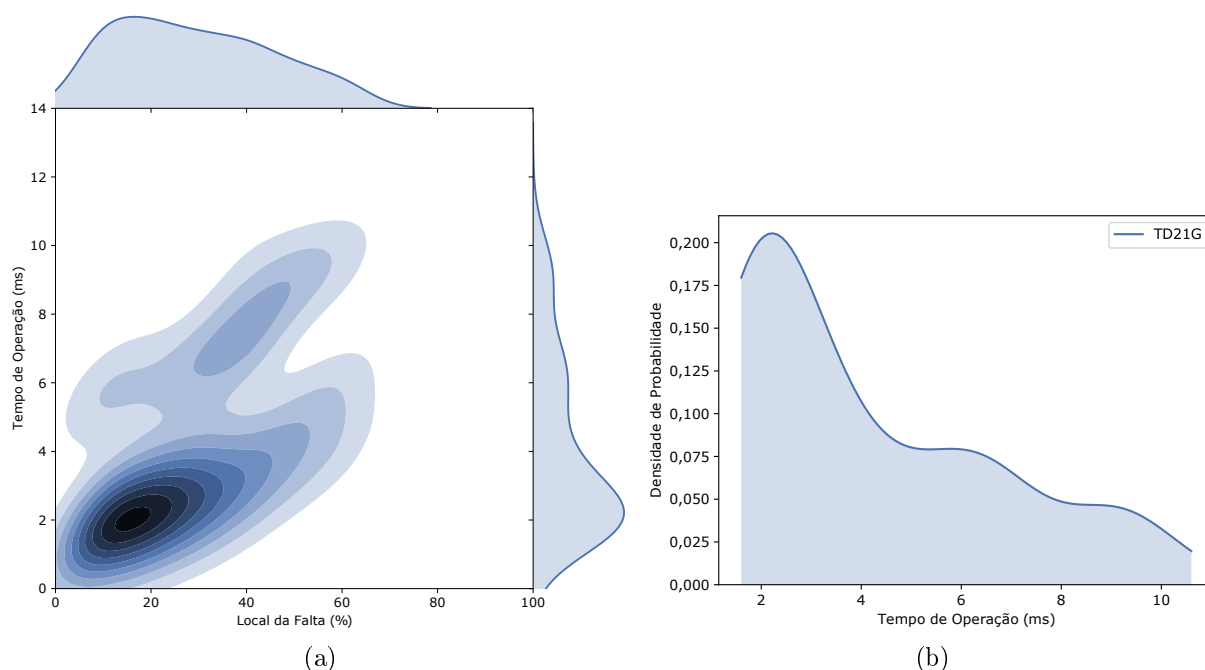 14
12
10
8
6
4
2
0
Tempo de Operação (ms)
0 20 40 60 80 100
Local da Falta (%)
(a)
TD21G
0,200
0,175
0,150
0,125
0,100
0,075
0,050
0,025
0,000
Densidade de Probabilidade
2 4 6 8 10
Tempo de Operação (ms)
(b)